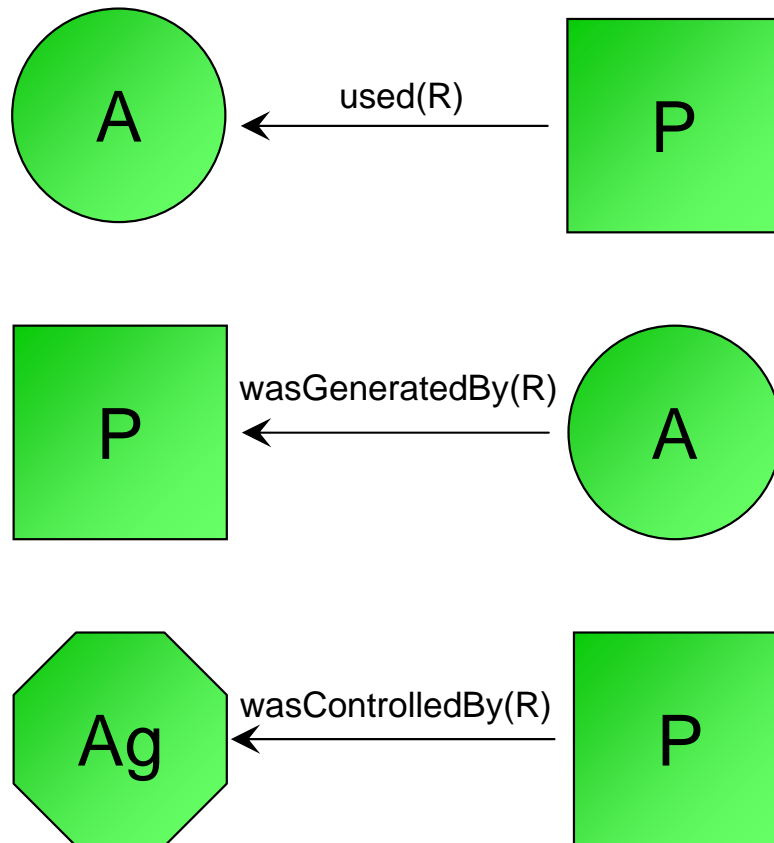 A
used(R)
P
P
wasGeneratedBy(R)
A
Ag
wasControlledBy(R)
P